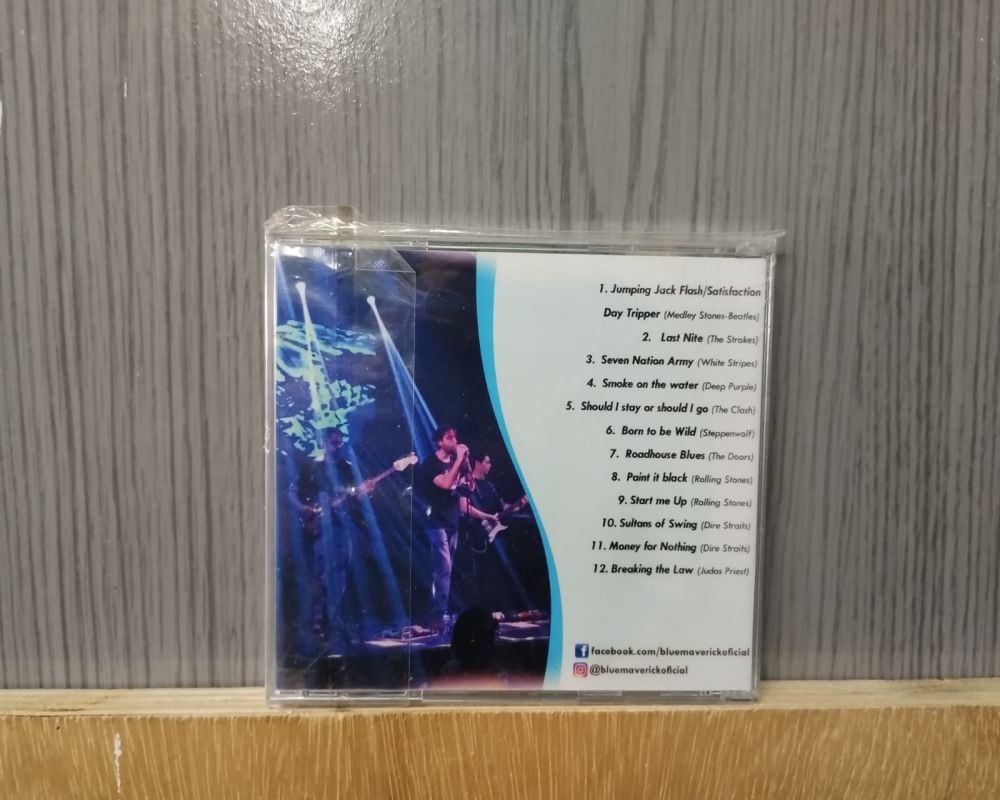 1. Jumping Jack Flash/Satisfaction
Day Tripper (Medley Stones-Beatles)
2. Last Nite (The Strokes)
3. Seven Nation Army (White Stripes)
4. Smoke on the water (Deep Purple)
5. Should I stay or should I go (The Clash)
6. Born to be Wild (Steppenwolf)
7. Roadhouse Blues (The Doors)
8. Paint it black (Rolling Stones)
9. Start me Up (Rolling Stones)
10. Sultans of Swing (Dire Straits)
11. Money for Nothing (Dire Straits)
12. Breaking the Law (Judas Priest)
facebook.com/bluemaverickoficial
@bluemaverickoficial